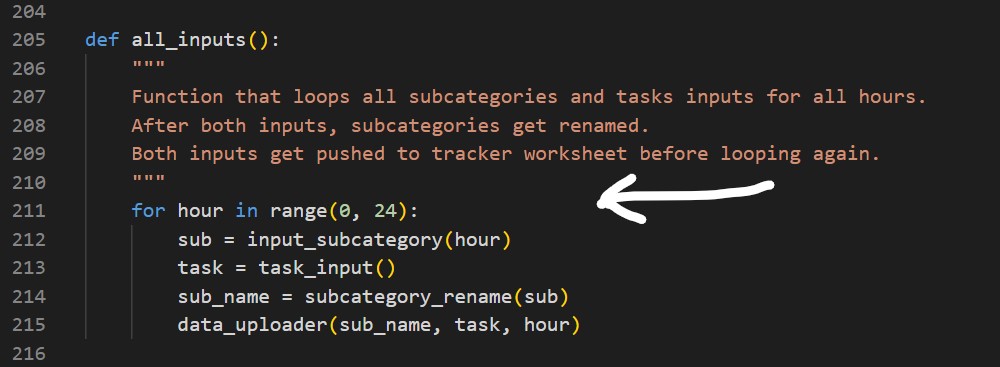 204
205 def all_inputs():
206 """
207 Function that loops all subcategories and tasks inputs for all hours.
208 After both inputs, subcategories get renamed.
209 Both inputs get pushed to tracker worksheet before looping again.
210 """
211 for hour in range(0, 24):
212 sub = input_subcategory(hour)
213 task = task_input()
214 sub_name = subcategory_rename(sub)
215 data_uploader(sub_name, task, hour)
216